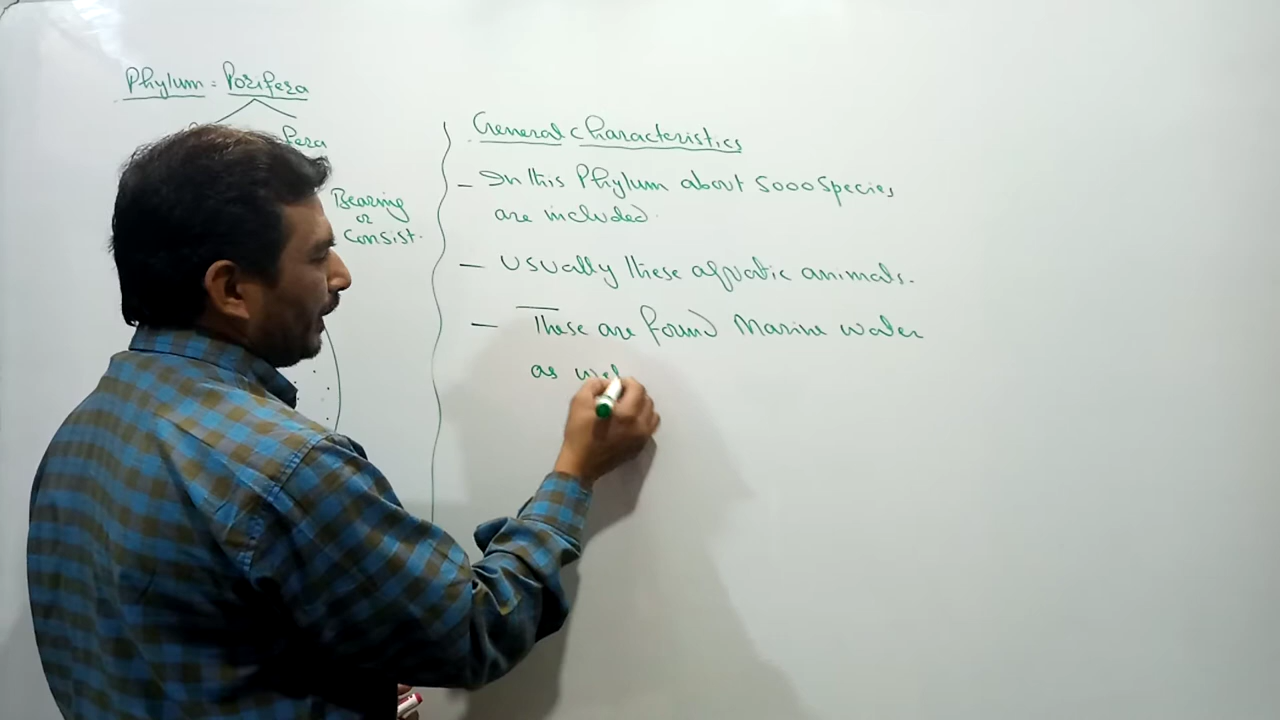 Phylum : Porifera
fera
Bearing
or
Consist.
General Characteristics
- In this Phylum about 5000 Species
are included.
- Usually these aquatic animals.
- These are found Marine water
as wel